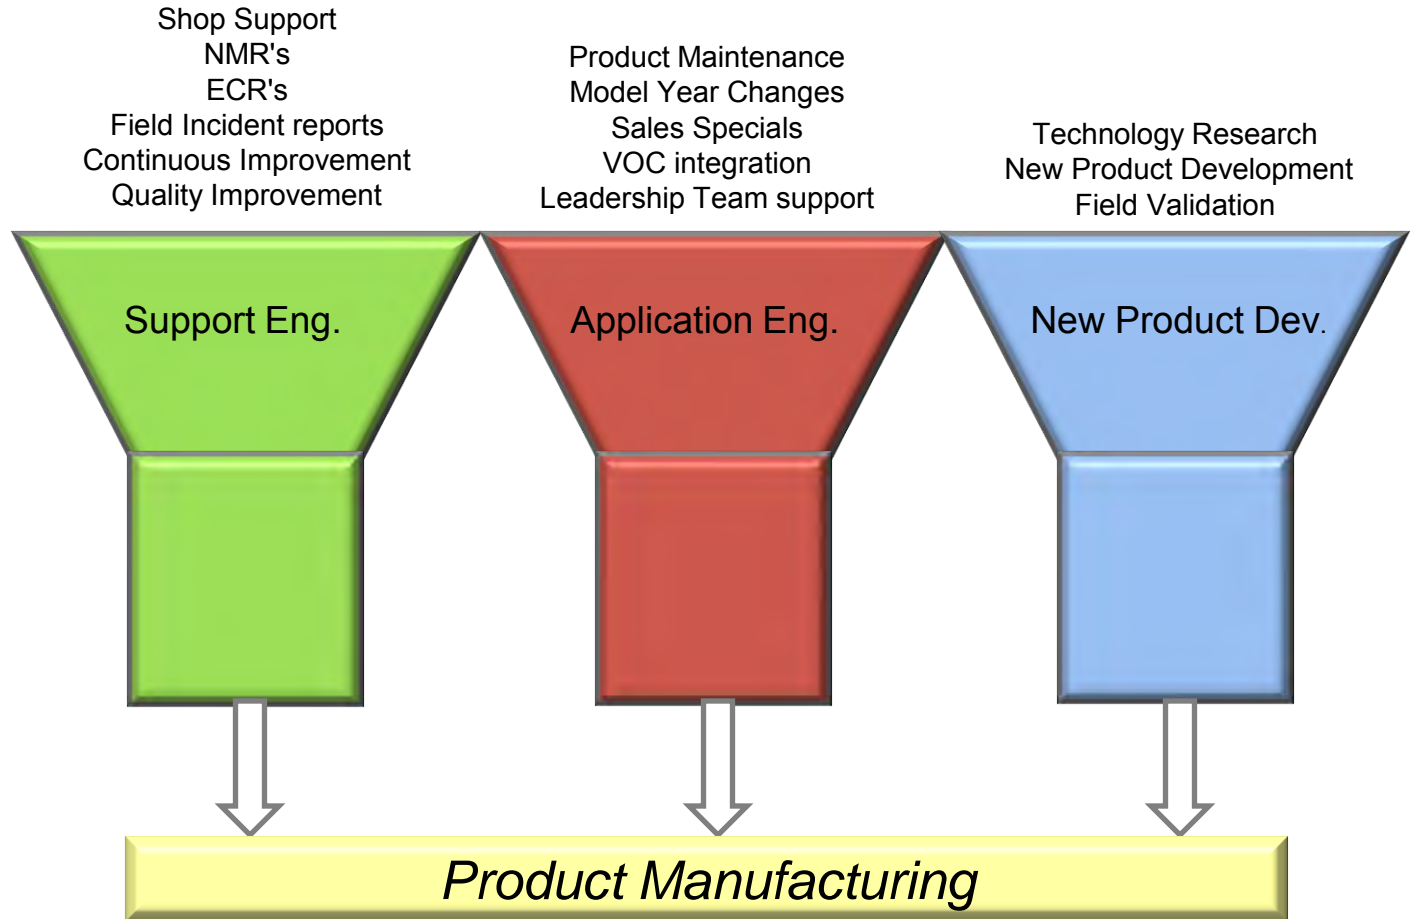 Shop Support
NMR's
ECR's
Field Incident reports
Continuous Improvement
Quality Improvement
Product Maintenance
Model Year Changes
Sales Specials
VOC integration
Leadership Team support
Technology Research
New Product Development
Field Validation
Support Eng.
Application Eng.
New Product Dev.
Product Manufacturing